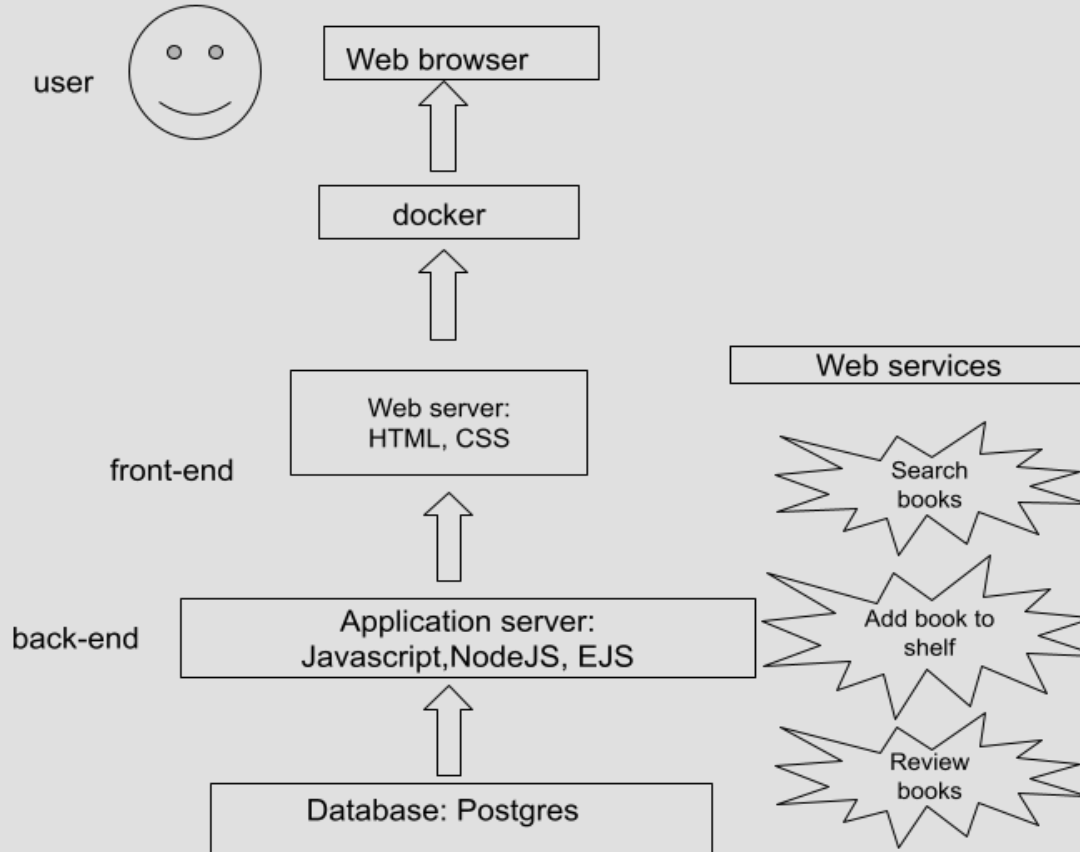 Web browser
user
docker
Web services
Web server:
HTML, CSS
front-end
Search
books
Application server:
Javascript,NodeJS, EJS
back-end
Add book to
shelf
Review
books
Database: Postgres